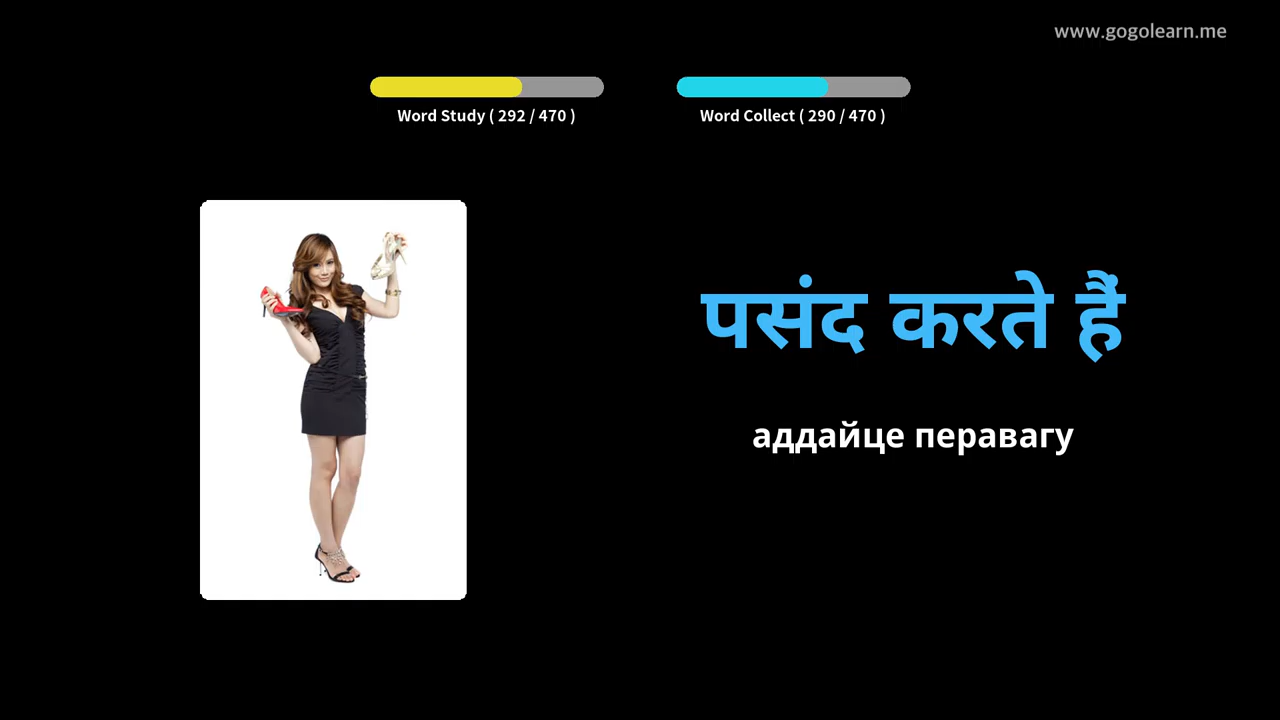 www.gogolearn.me
Word Study ( 292 / 470 )
Word Collect ( 290 / 470 )
पसंद करते हैं
аддайце перавагу